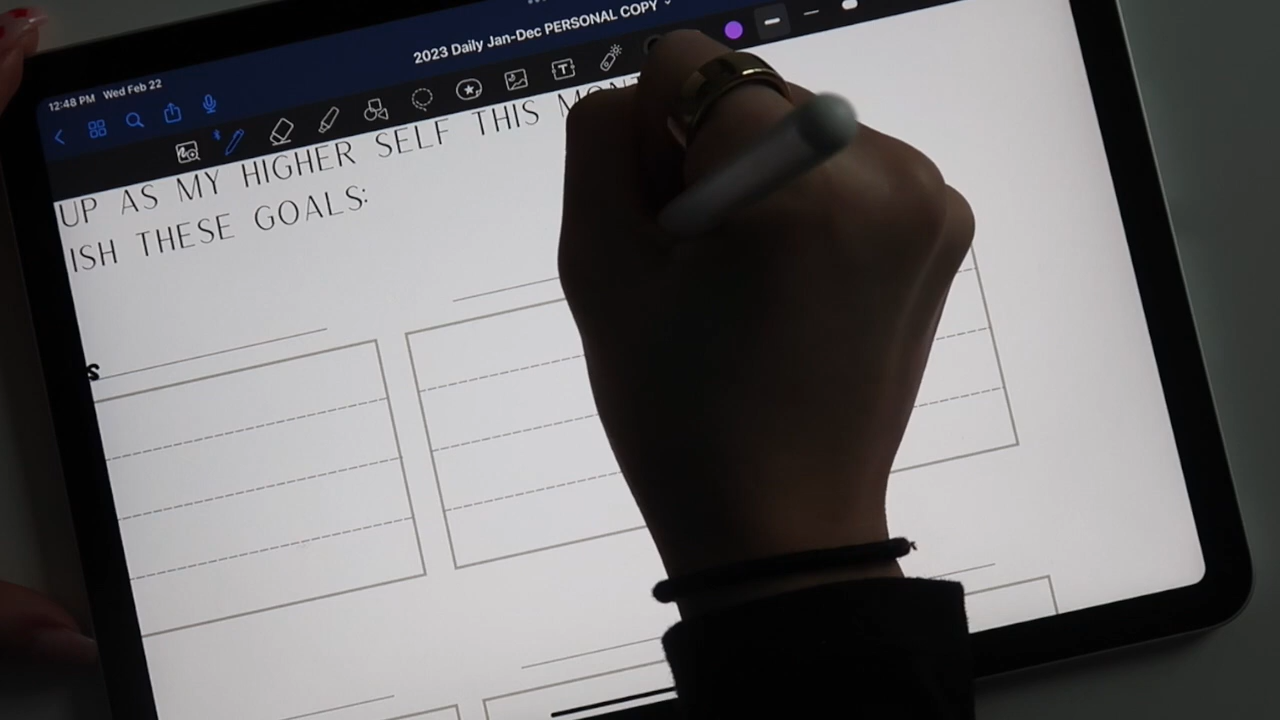 2023 Daily Jan-Dec PERSONAL COPY
12:48 PM Wed Feb 22
UP AS MY HIGHER SELF THIS
ISH THESE GOALS:
s